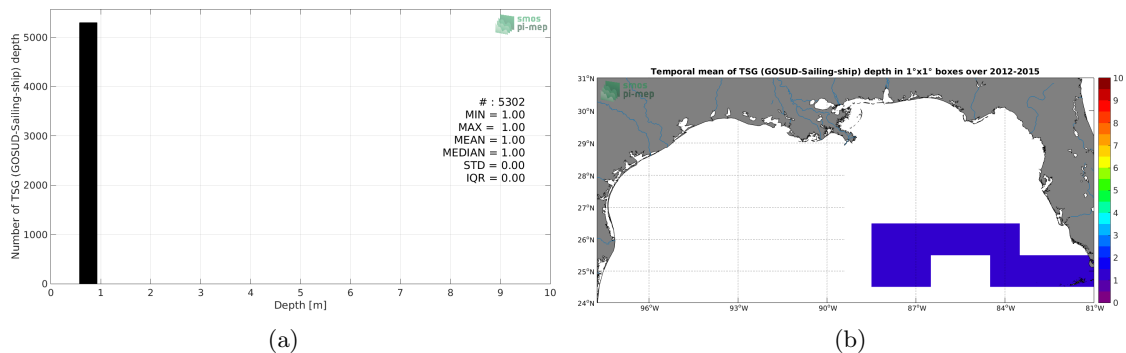 smos
pi-mep
Number of TSG (GOSUD-Sailing-ship) depth
5000
4000
3000
2000
1000
0
# : 5302
MIN = 1.00
MAX = 1.00
MEAN = 1.00
MEDIAN = 1.00
STD = 0.00
IQR = 0.00
0 1 2 3 4 5 6 7 8 9 10
Depth [m]
(a)
Temporal mean of TSG (GOSUD-Sailing-ship) depth in 1°x1° boxes over 2012-2015
smos
pi-mep
31°N
30°N
29°N
28°N
27°N
26°N
25°N
24°N
96°W 93°W 90°W 87°W 84°W 81°W
10
9
8
7
6
5
4
3
2
1
0
(b)